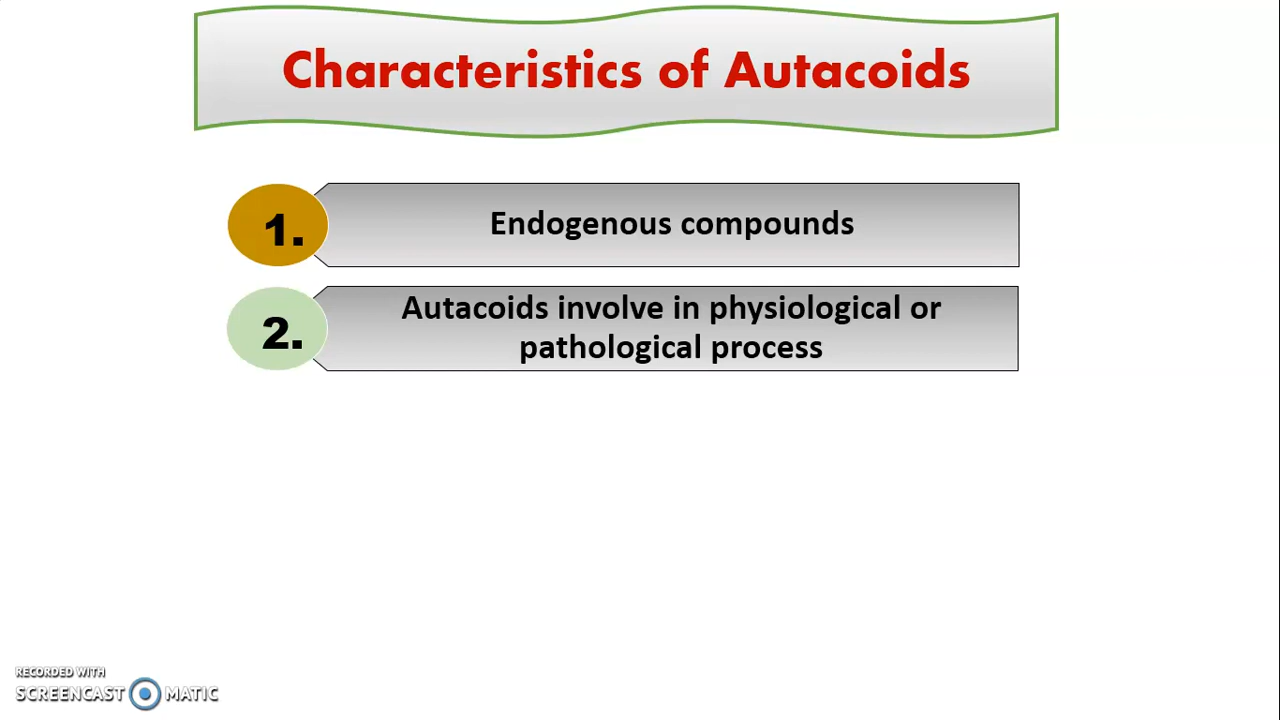 Characteristics of Autacoids
1.
Endogenous compounds
2.
Autacoids involve in physiological or
pathological process
RECORDED WITH
SCREENCAST MATIC